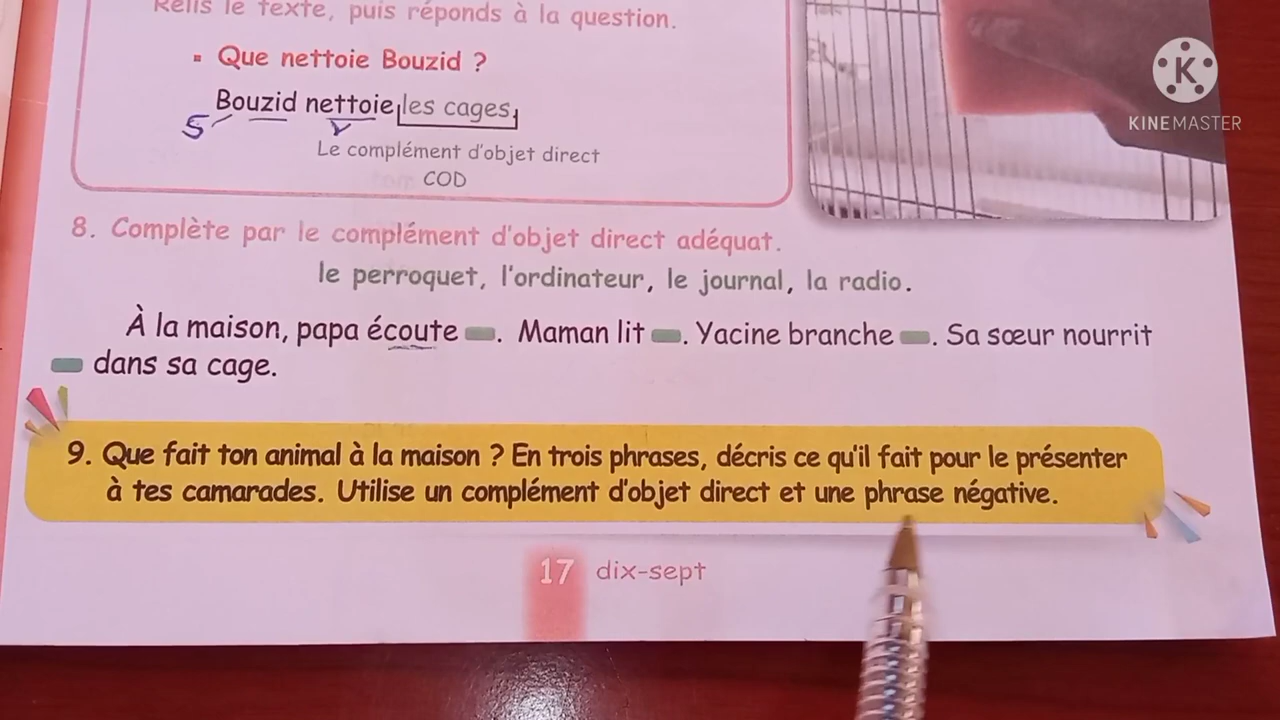 Relis le texte, puis réponds à la question.
▪ Que nettoie Bouzid ?
Bouzid nettoie les cages.
S V
Le complément d'objet direct
COD
K
KINEMASTER
8. Complète par le complément d'objet direct adéquat.
le perroquet, l'ordinateur, le journal, la radio.
À la maison, papa écoute . Maman lit . Yacine branche . Sa sœur nourrit
dans sa cage.
9. Que fait ton animal à la maison ? En trois phrases, décris ce qu'il fait pour le présenter
à tes camarades. Utilise un complément d'objet direct et une phrase négative.
17 dix-sept